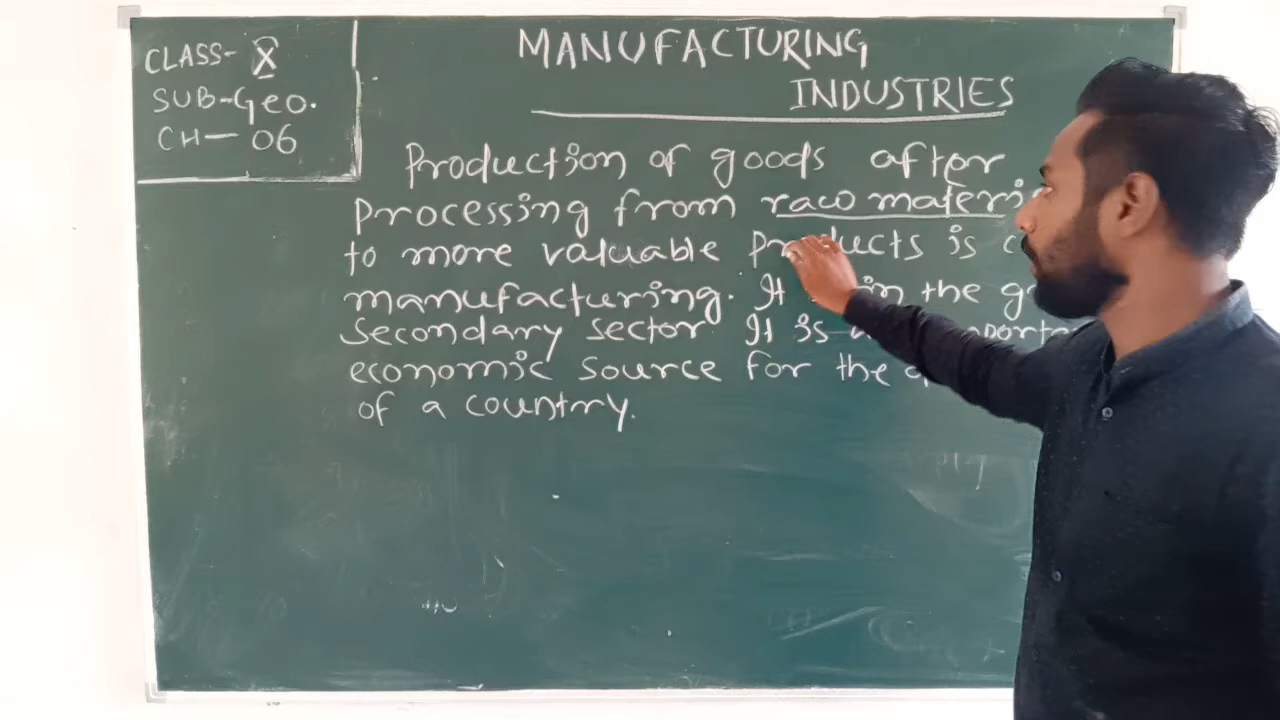 CLASS- X
SUB-Geo.
CH- 06
MANUFACTURING
INDUSTRIES
Production of goods after
Processing from raw
to more valuable Products is
manufacturing. It in the
secondary sector. It is
economic source for the
of a country.